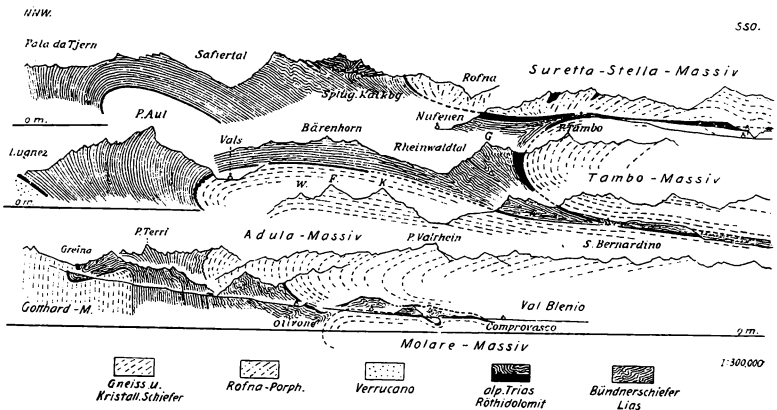 NNW.
SSO.
Pala da Tjern
Safiertal
Splüg. Kalkbg.
Rofna
Suretta-Stella-Massiv
Nufenen
P. Tambo
o m.
P. Aul
Vals
Bärenhorn
Rheinwaldtal
G
Lugnez
Tambo-Massiv
W. F. K
o m.
S. Bernardino
Greina
P. Terri
Adula-Massiv
P. Valrhein
Gotthard-M.
Olivone
Val Blenio
Comprovasco
o m.
Molare-Massiv
1:300,000
Gneiss u.
Kristall. Schiefer
Rofna-Porph.
Verrucano
alp. Trias
Röthidolomit
Bündnerschiefer
Lias